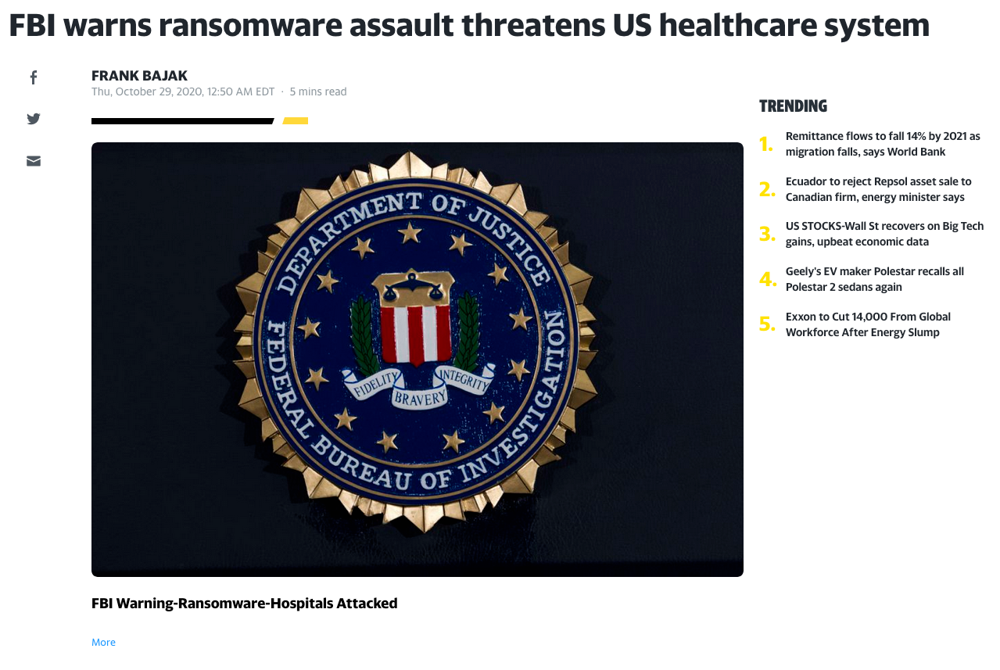 FBI warns ransomware assault threatens US healthcare system
FRANK BAJAK
Thu, October 29, 2020, 12:50 AM EDT · 5 mins read
DEPARTMENT OF JUSTICE
FEDERAL BUREAU OF INVESTIGATION
FIDELITY
BRAVERY
INTEGRITY
FBI Warning-Ransomware-Hospitals Attacked
More
TRENDING
1.
Remittance flows to fall 14% by 2021 as
migration falls, says World Bank
2.
Ecuador to reject Repsol asset sale to
Canadian firm, energy minister says
3.
US STOCKS-Wall St recovers on Big Tech
gains, upbeat economic data
4.
Geely's EV maker Polestar recalls all
Polestar 2 sedans again
5.
Exxon to Cut 14,000 From Global
Workforce After Energy Slump